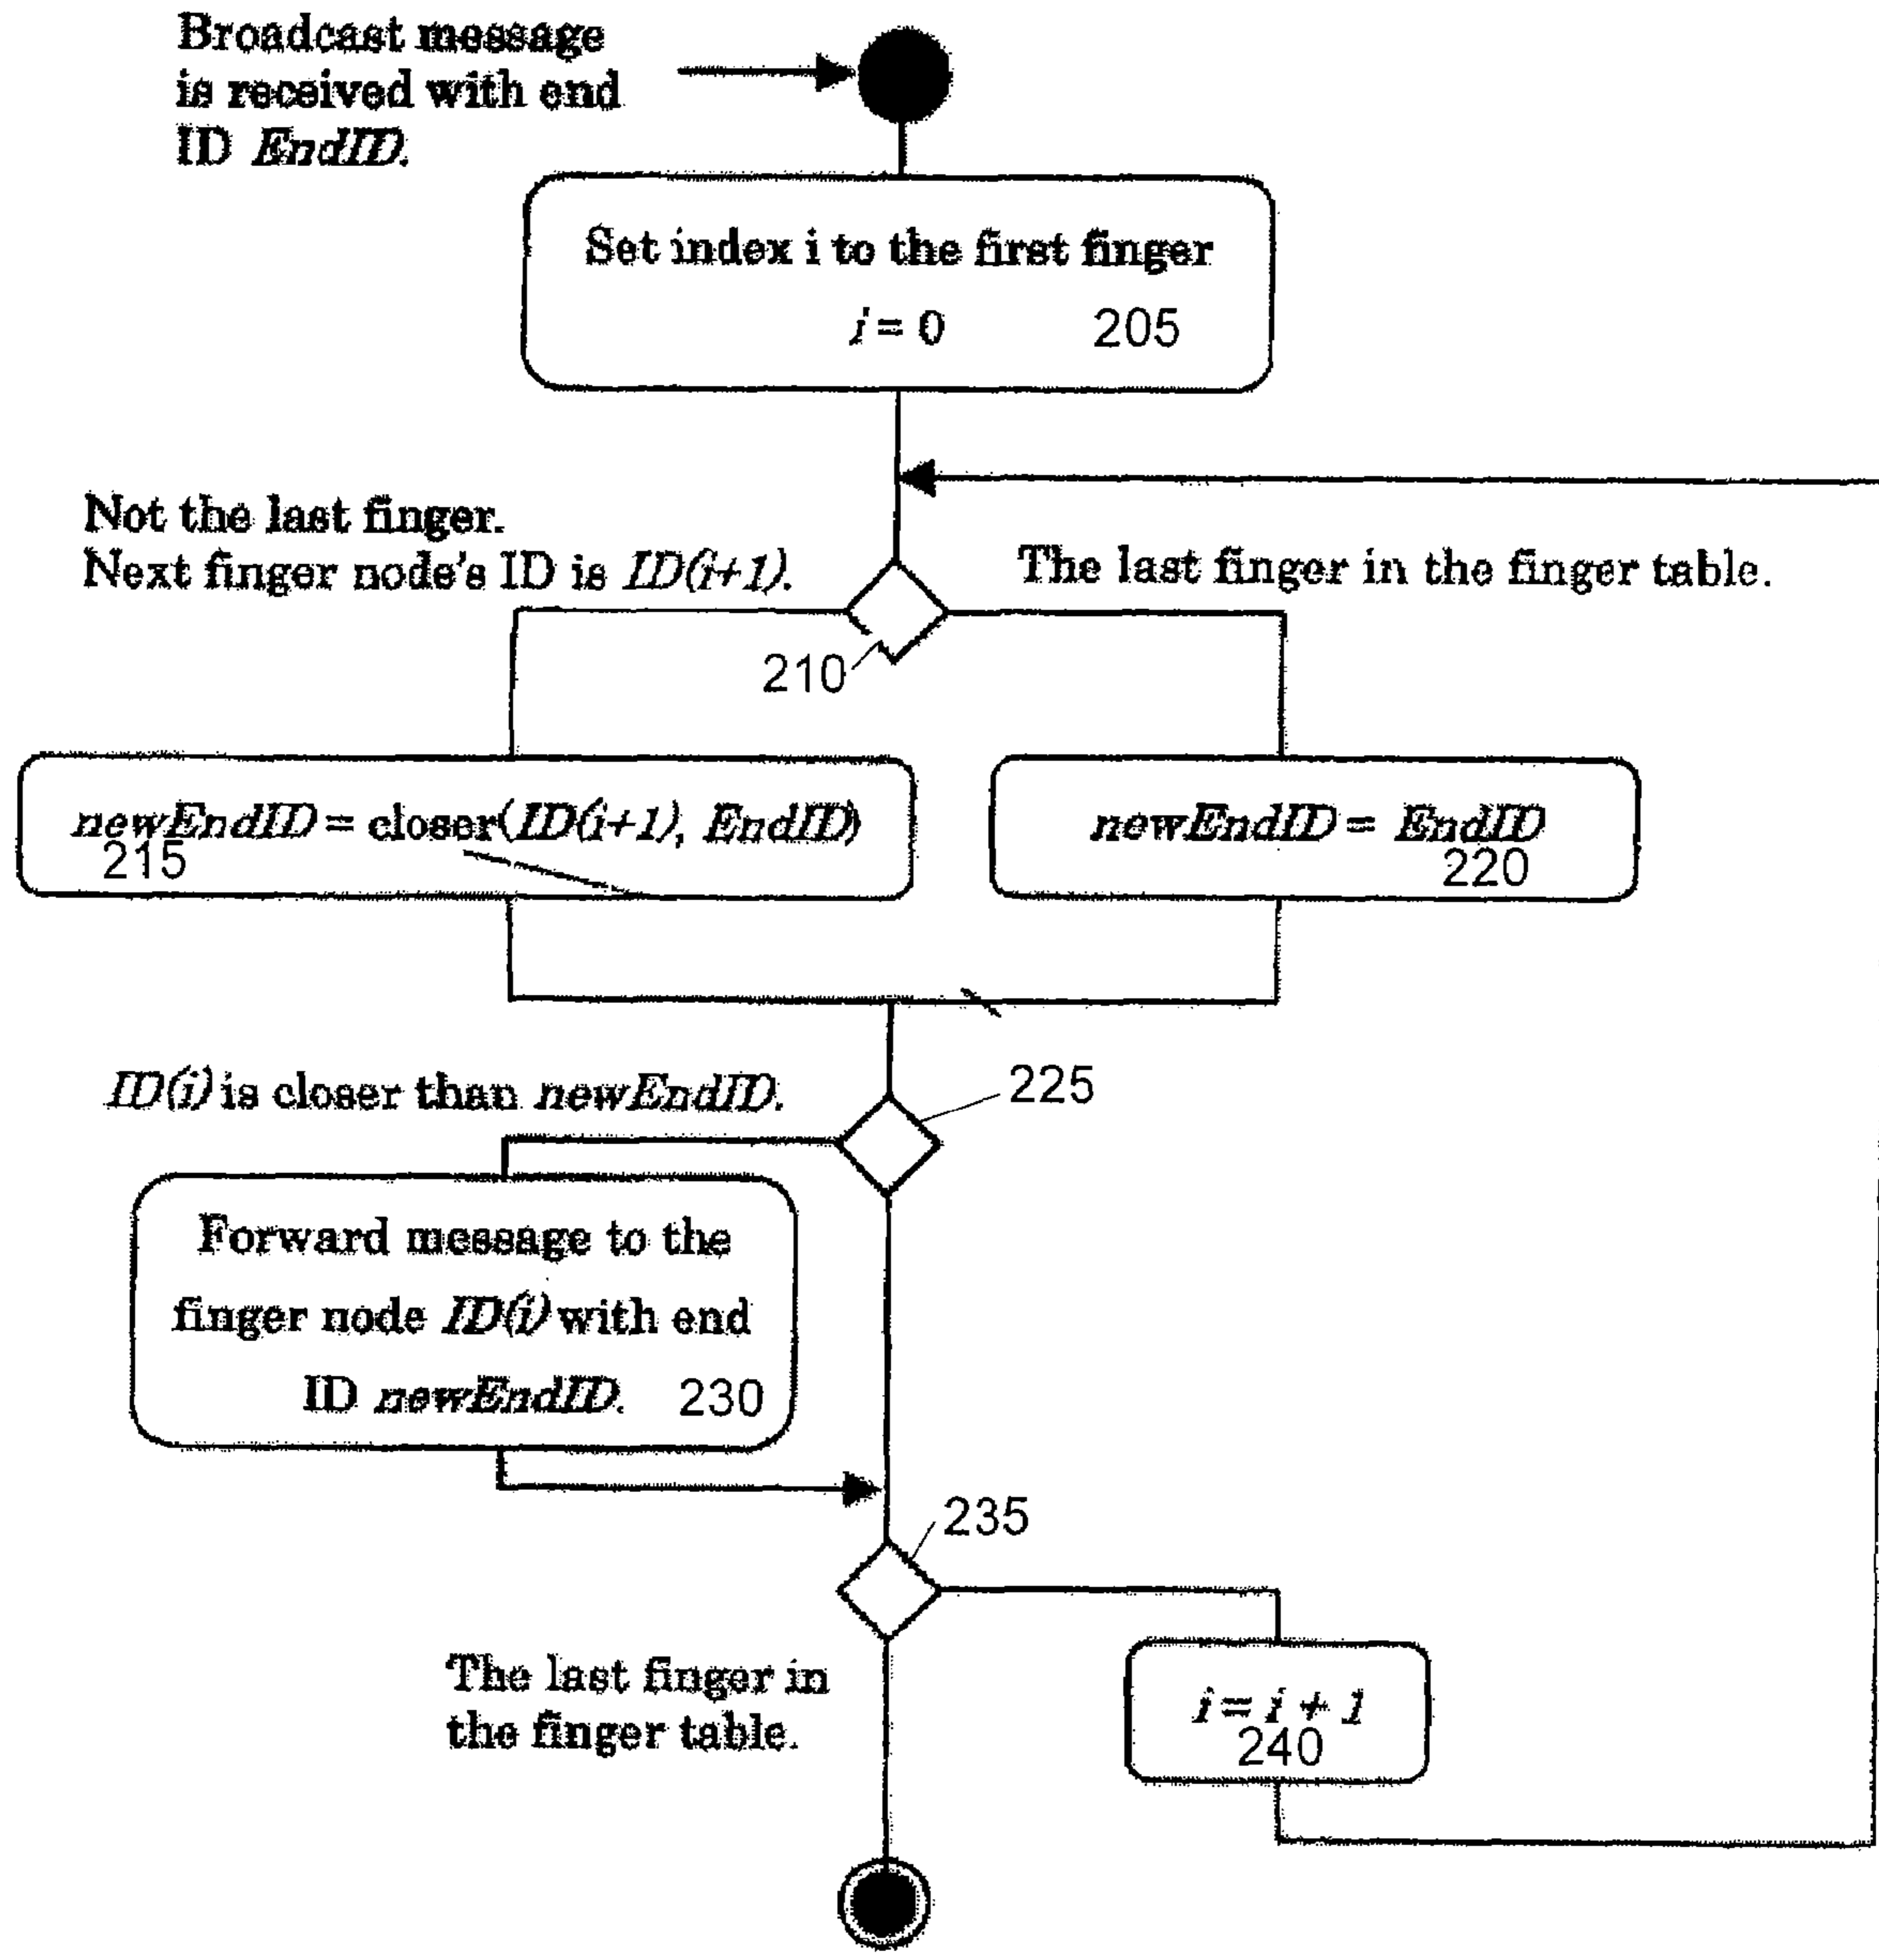 Broadcast message
is received with end
ID EndID.
Set index i to the first finger
i = 0 205
Not the last finger.
Next finger node's ID is ID(i+1).
The last finger in the finger table.
210
newEndID = closer(ID(i+1), EndID)
215
newEndID = EndID
220
ID(i) is closer than newEndID.
225
Forward message to the
finger node ID(i) with end
ID newEndID. 230
235
The last finger in
the finger table.
i = i + 1
240